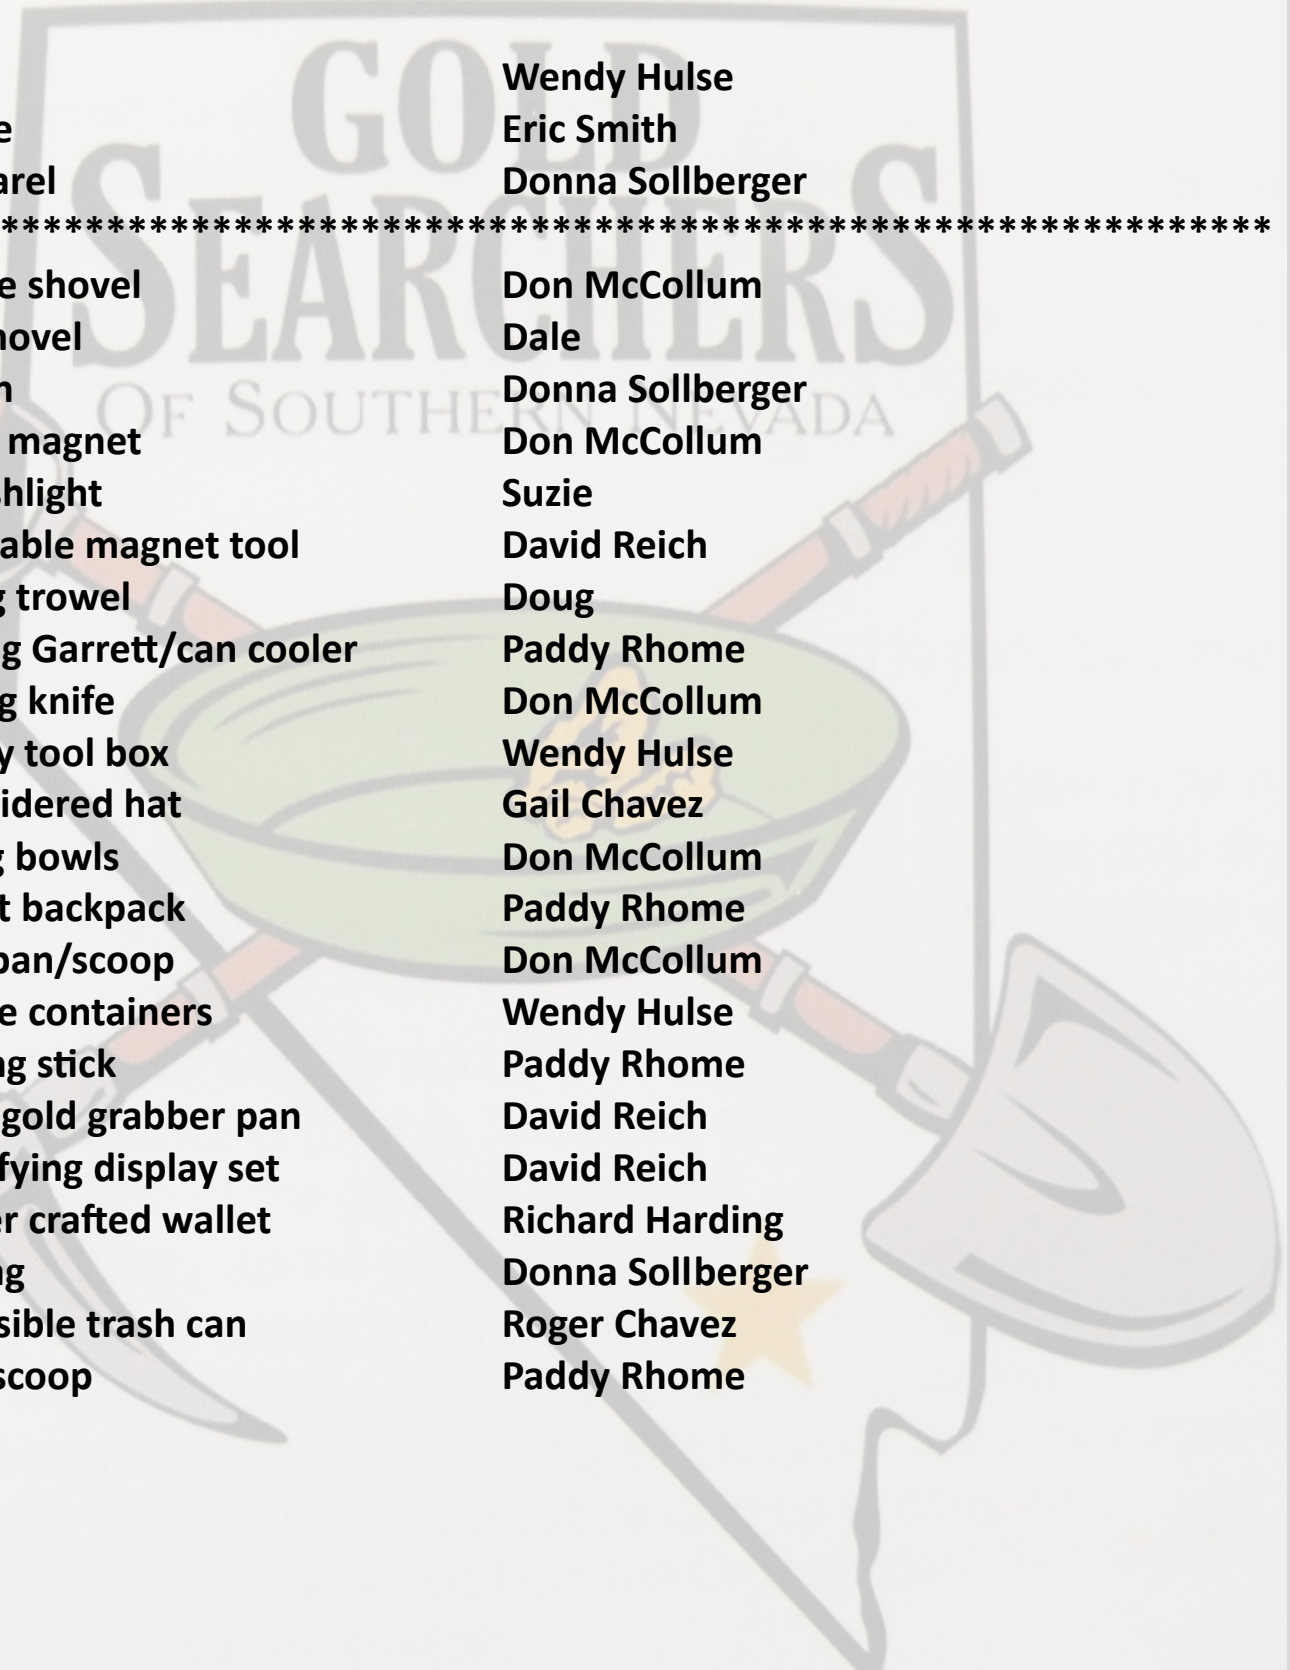 GOLD
SEARCHERS
OF SOUTHERN NEVADA
Wendy Hulse
e Eric Smith
arel Donna Sollberger
************************************************************
e shovel Don McCollum
hovel Dale
n Donna Sollberger
magnet Don McCollum
shlight Suzie
able magnet tool David Reich
g trowel Doug
g Garrett/can cooler Paddy Rhome
g knife Don McCollum
y tool box Wendy Hulse
idered hat Gail Chavez
g bowls Don McCollum
t backpack Paddy Rhome
pan/scoop Don McCollum
e containers Wendy Hulse
ng stick Paddy Rhome
gold grabber pan David Reich
fying display set David Reich
er crafted wallet Richard Harding
ng Donna Sollberger
sible trash can Roger Chavez
scoop Paddy Rhome